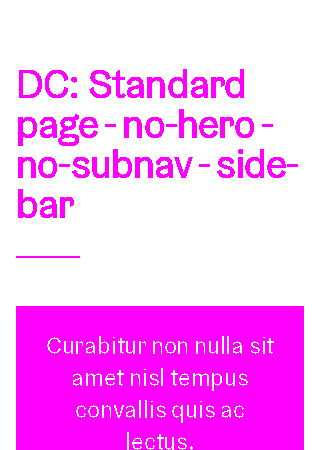 DC: Standard
page - no-hero -
no-subnav - side-
bar
Curabitur non nulla sit
amet nisl tempus
convallis quis ac
lectus.